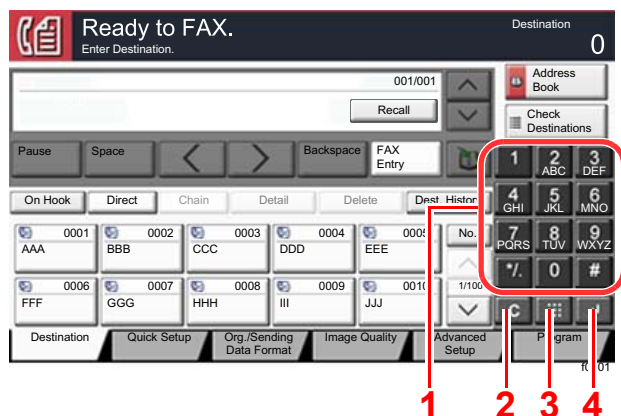 Ready to FAX.
Enter Destination.
Destination
0
001/001
Recall
Address
Book
Check
Destinations
Pause
Space
Backspace
FAX
Entry
1
2
ABC
3
DEF
4
GHI
5
JKL
6
MNO
7
PQRS
8
TUV
9
WXYZ
*/.
0
#
C
On Hook
Direct
Chain
Detail
Delete
Dest. History
0001
AAA
0002
BBB
0003
CCC
0004
DDD
0005
EEE
No.
0006
FFF
0007
GGG
0008
HHH
0009
III
0010
JJJ
1/100
Destination
Quick Setup
Org./Sending
Data Format
Image Quality
Advanced
Setup
Program
1
2
3
4